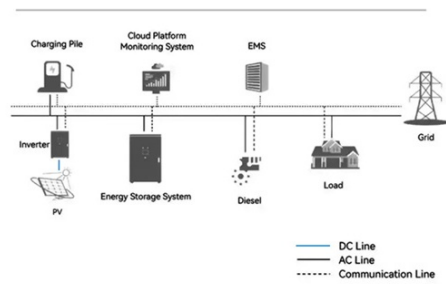 Charging Pile
Cloud Platform
Monitoring System
EMS
Grid
Inverter
PV
Energy Storage System
Diesel
Load
DC Line
AC Line
Communication Line